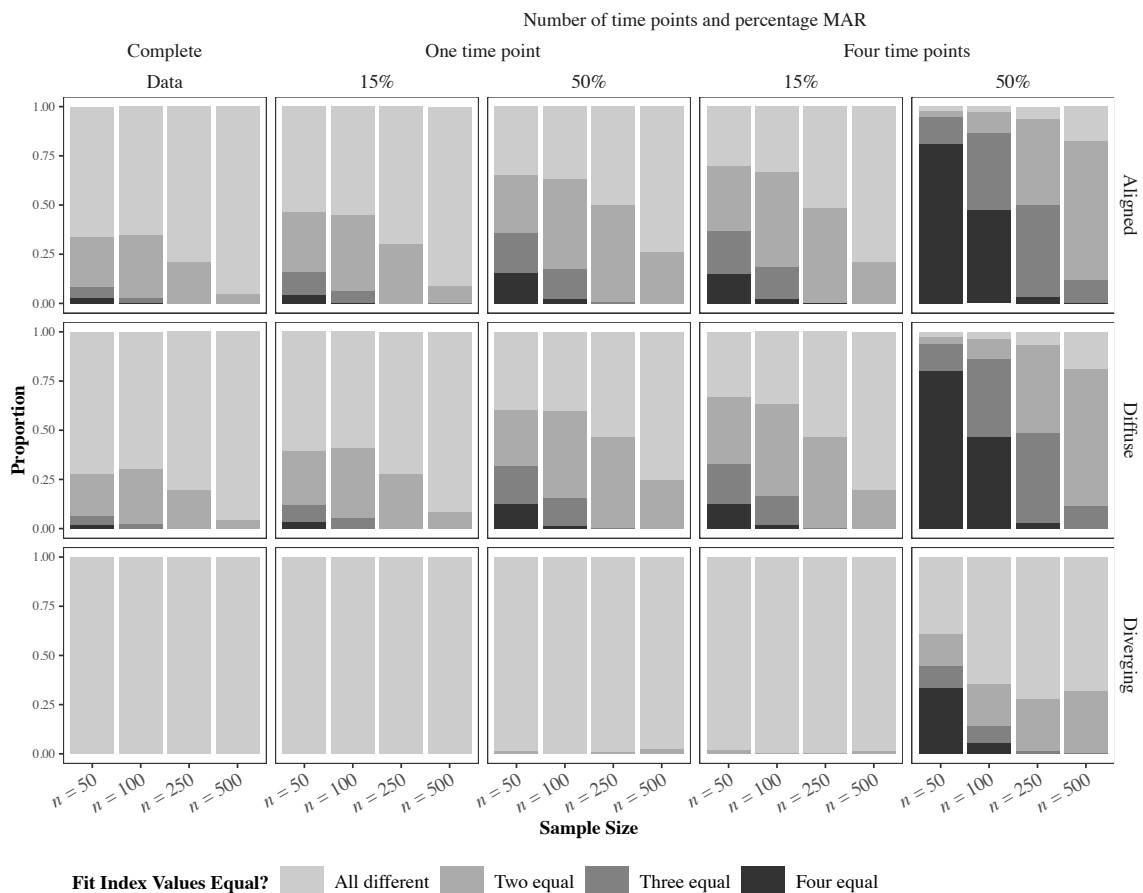 Number of time points and percentage MAR
Complete One time point Four time points
Data 15% 50% 15% 50%
1.00
0.75
0.50
0.25
0.00
Aligned
1.00
0.75
0.50
0.25
0.00
Diffuse
1.00
0.75
0.50
0.25
0.00
Diverging
Proportion
n = 50 n = 100 n = 250 n = 500 n = 50 n = 100 n = 250 n = 500 n = 50 n = 100 n = 250 n = 500 n = 50 n = 100 n = 250 n = 500 n = 50 n = 100 n = 250 n = 500
Sample Size
Fit Index Values Equal? All different Two equal Three equal Four equal